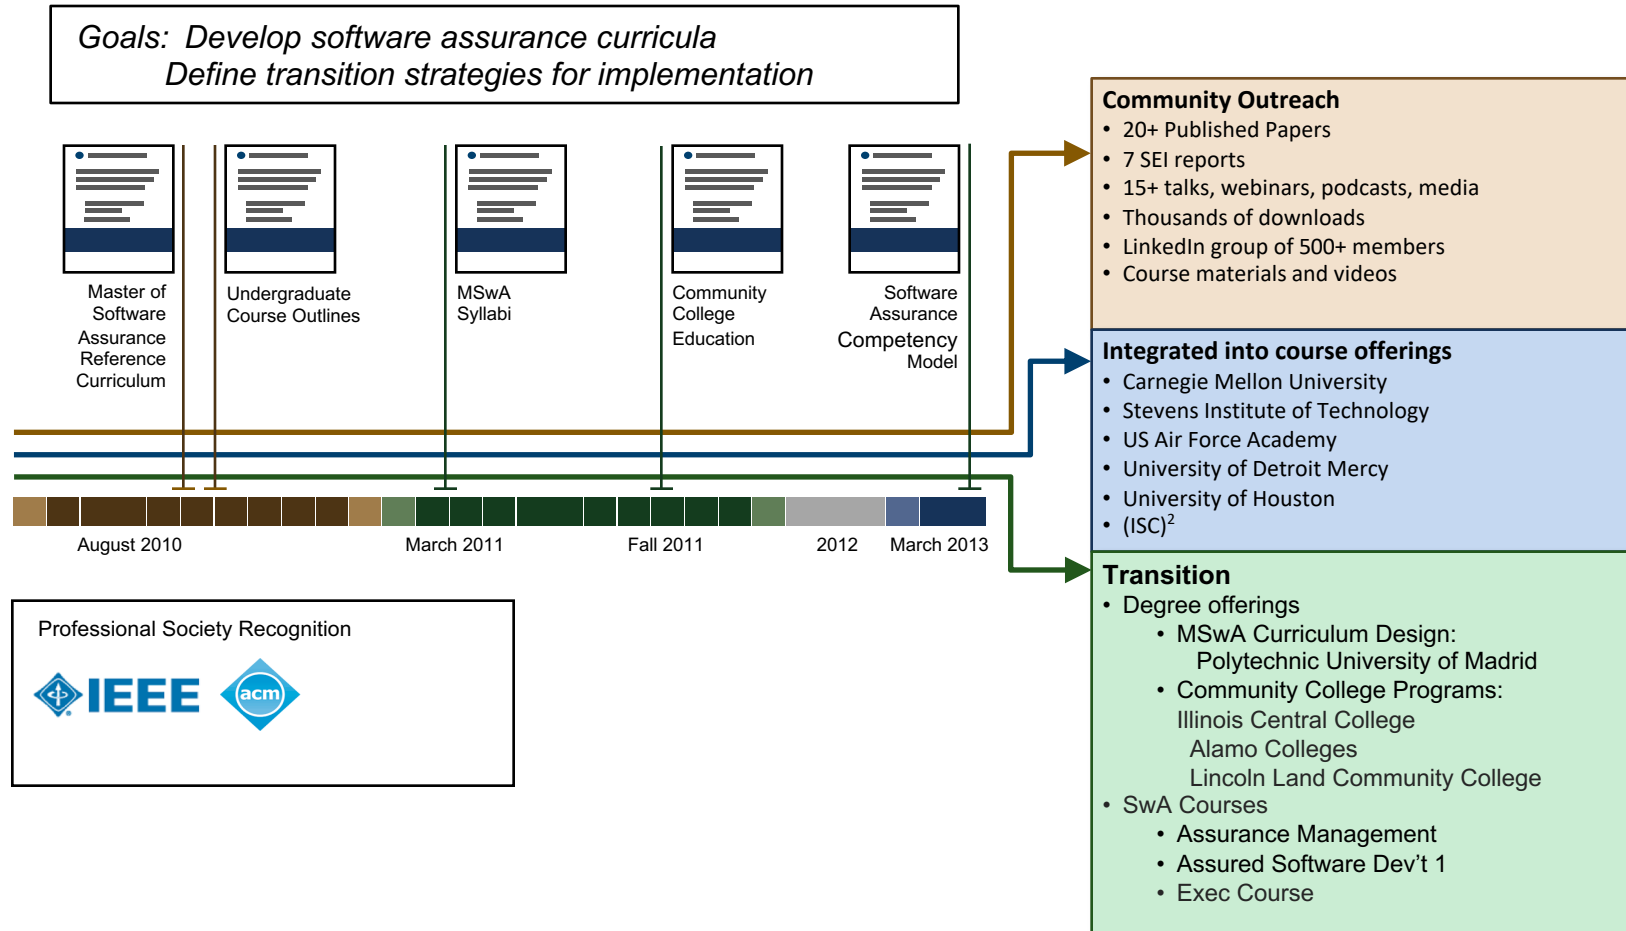 Goals: Develop software assurance curricula
Define transition strategies for implementation
Master of
Software
Assurance
Reference
Curriculum
Undergraduate
Course Outlines
MSwA
Syllabi
Community
College
Education
Software
Assurance
Competency
Model
August 2010
March 2011
Fall 2011
2012
March 2013
Professional Society Recognition
IEEE
acm
Community Outreach
• 20+ Published Papers
• 7 SEI reports
• 15+ talks, webinars, podcasts, media
• Thousands of downloads
• LinkedIn group of 500+ members
• Course materials and videos
Integrated into course offerings
• Carnegie Mellon University
• Stevens Institute of Technology
• US Air Force Academy
• University of Detroit Mercy
• University of Houston
• (ISC)²
Transition
• Degree offerings
• MSwA Curriculum Design:
Polytechnic University of Madrid
• Community College Programs:
Illinois Central College
Alamo Colleges
Lincoln Land Community College
• SwA Courses
• Assurance Management
• Assured Software Dev’t 1
• Exec Course